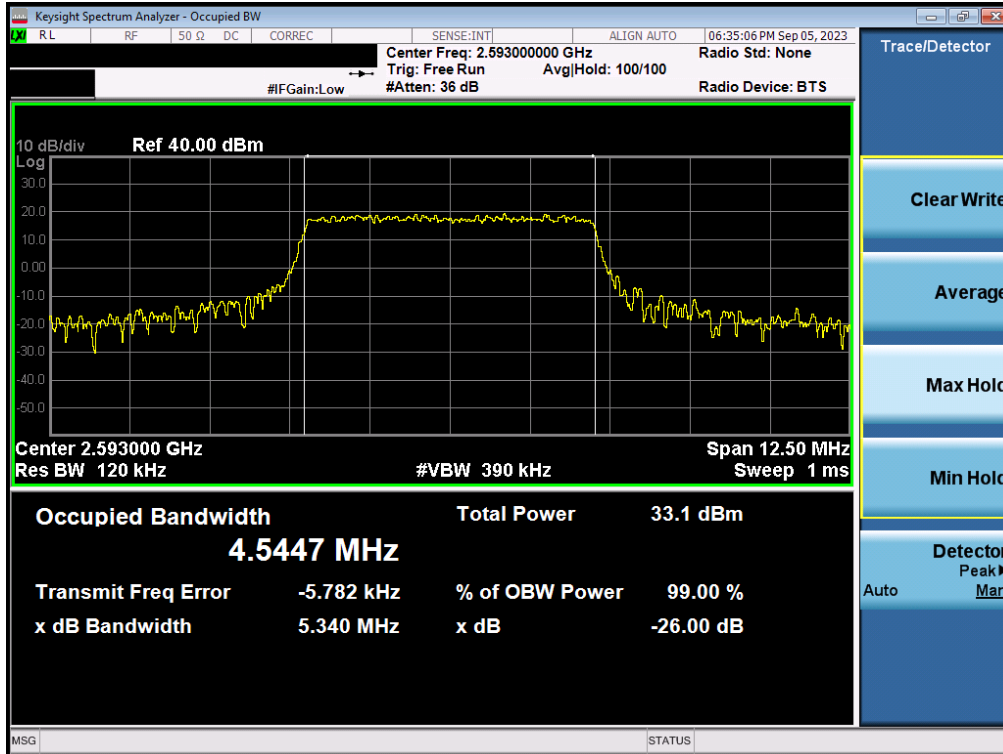 Keysight Spectrum Analyzer - Occupied BW
LXI RL RF 50 Ω DC CORREC SENSE:INT ALIGN AUTO 06:35:06 PM Sep 05, 2023
Center Freq: 2.593000000 GHz Radio Std: None
Trig: Free Run Avg|Hold: 100/100
#IFGain:Low #Atten: 36 dB Radio Device: BTS
Trace/Detector
10 dB/div Ref 40.00 dBm
Log
30.0
20.0
10.0
0.00
-10.0
-20.0
-30.0
-40.0
-50.0
Center 2.593000 GHz Span 12.50 MHz
Res BW 120 kHz #VBW 390 kHz Sweep 1 ms
Occupied Bandwidth Total Power 33.1 dBm
4.5447 MHz
Transmit Freq Error -5.782 kHz % of OBW Power 99.00 %
x dB Bandwidth 5.340 MHz x dB -26.00 dB
Clear Write
Average
Max Hold
Min Hold
Detector
Peak
Auto Man
MSG STATUS